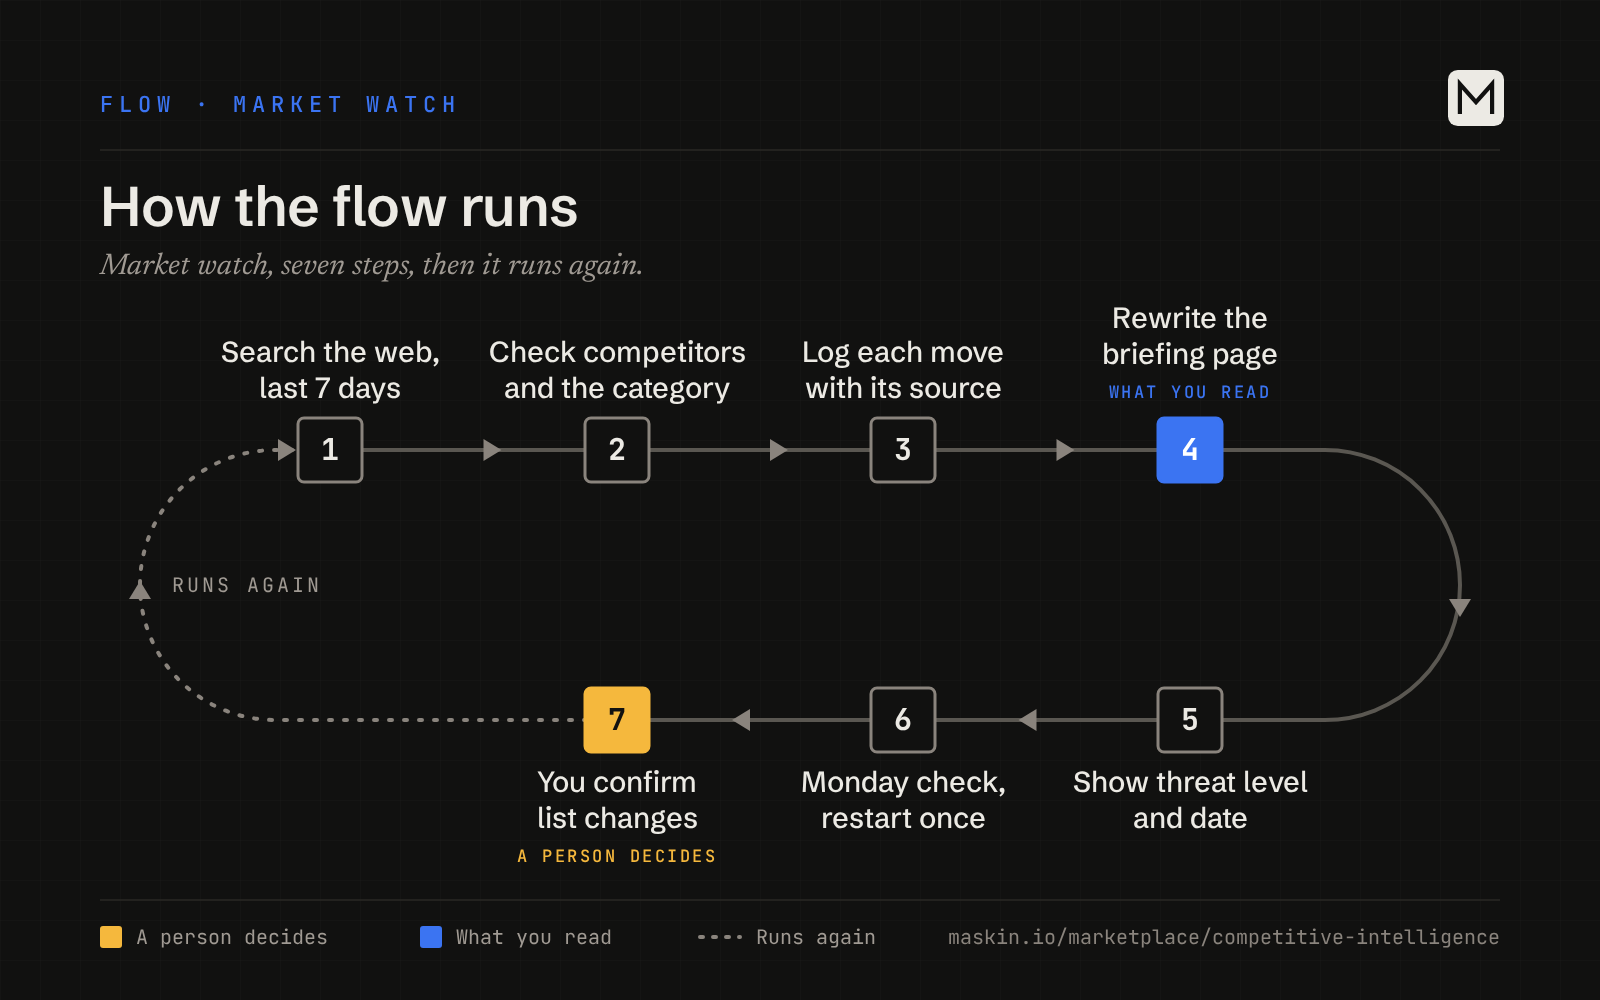 FLOW · MARKET WATCH
M
How the flow runs
Market watch, seven steps, then it runs again.
Search the web,
last 7 days
Check competitors
and the category
Log each move
with its source
Rewrite the
briefing page
WHAT YOU READ
1
2
3
4
RUNS AGAIN
7
6
5
You confirm
list changes
A PERSON DECIDES
Monday check,
restart once
Show threat level
and date
A person decides
What you read
Runs again
maskin.io/marketplace/competitive-intelligence